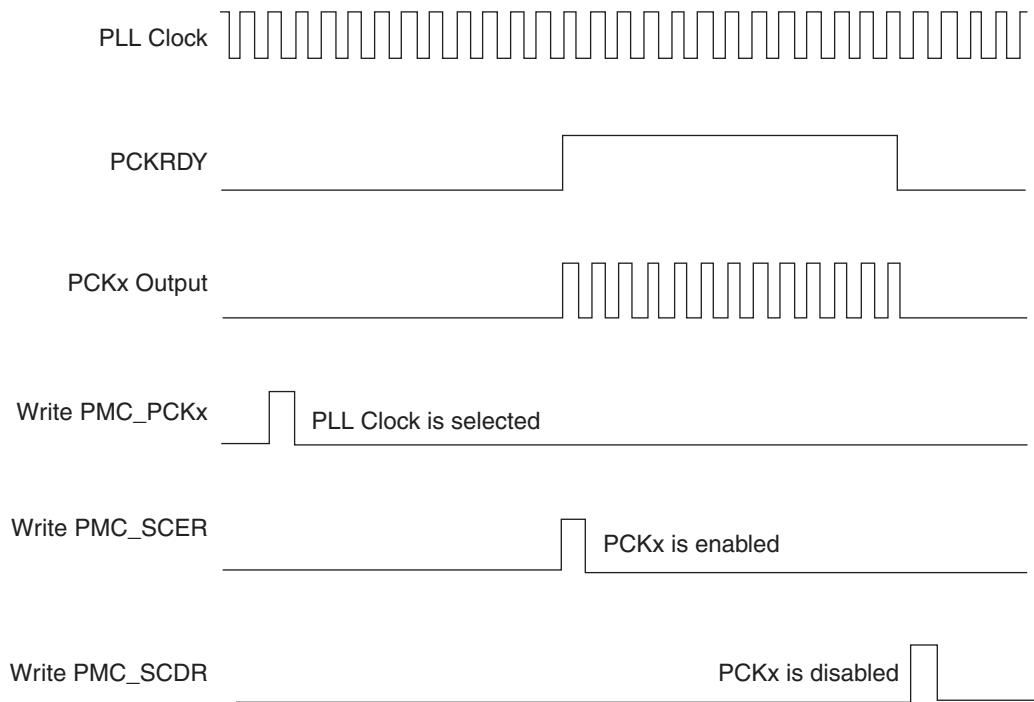 PLL Clock
PCKRDY
PCKx Output
Write PMC_PCKx
PLL Clock is selected
Write PMC_SCER
PCKx is enabled
Write PMC_SCDR
PCKx is disabled